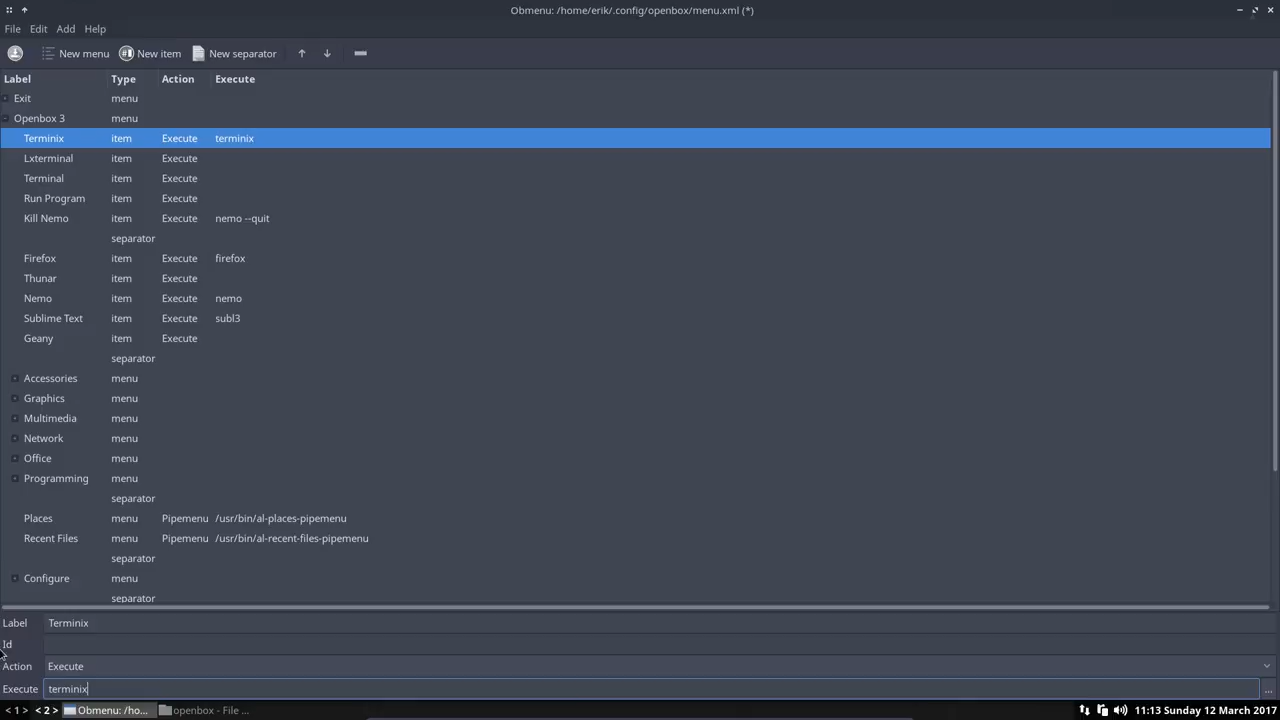 Obmenu: /home/erik/.config/openbox/menu.xml (*)
File Edit Add Help
New menu New item New separator
Label Type Action Execute
Exit menu
Openbox 3 menu
Terminix item Execute terminix
Lxterminal item Execute
Terminal item Execute
Run Program item Execute
Kill Nemo item Execute nemo --quit
separator
Firefox item Execute firefox
Thunar item Execute
Nemo item Execute nemo
Sublime Text item Execute subl3
Geany item Execute
separator
Accessories menu
Graphics menu
Multimedia menu
Network menu
Office menu
Programming menu
separator
Places menu Pipemenu /usr/bin/al-places-pipemenu
Recent Files menu Pipemenu /usr/bin/al-recent-files-pipemenu
separator
Configure menu
separator
Label Terminix
Id
Action Execute
Execute terminix ...
< 1 > < 2 > Obmenu: /ho... openbox - File ... 11:13 Sunday 12 March 2017